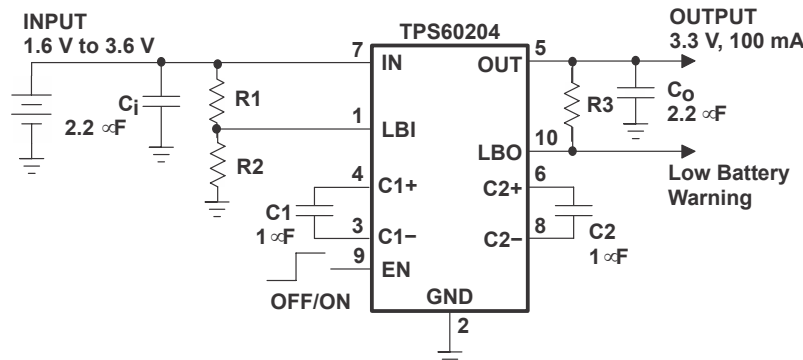 INPUT
1.6 V to 3.6 V
TPS60204
OUTPUT
3.3 V, 100 mA
7
IN
OUT
5
Ci
2.2 ∝F
R1
1
LBI
R2
R3
Co
2.2 ∝F
10
LBO
Low Battery
Warning
4
C1+
C1
1 ∝F
3
C1−
C2+
6
C2−
8
C2
1 ∝F
9
EN
OFF/ON
GND
2